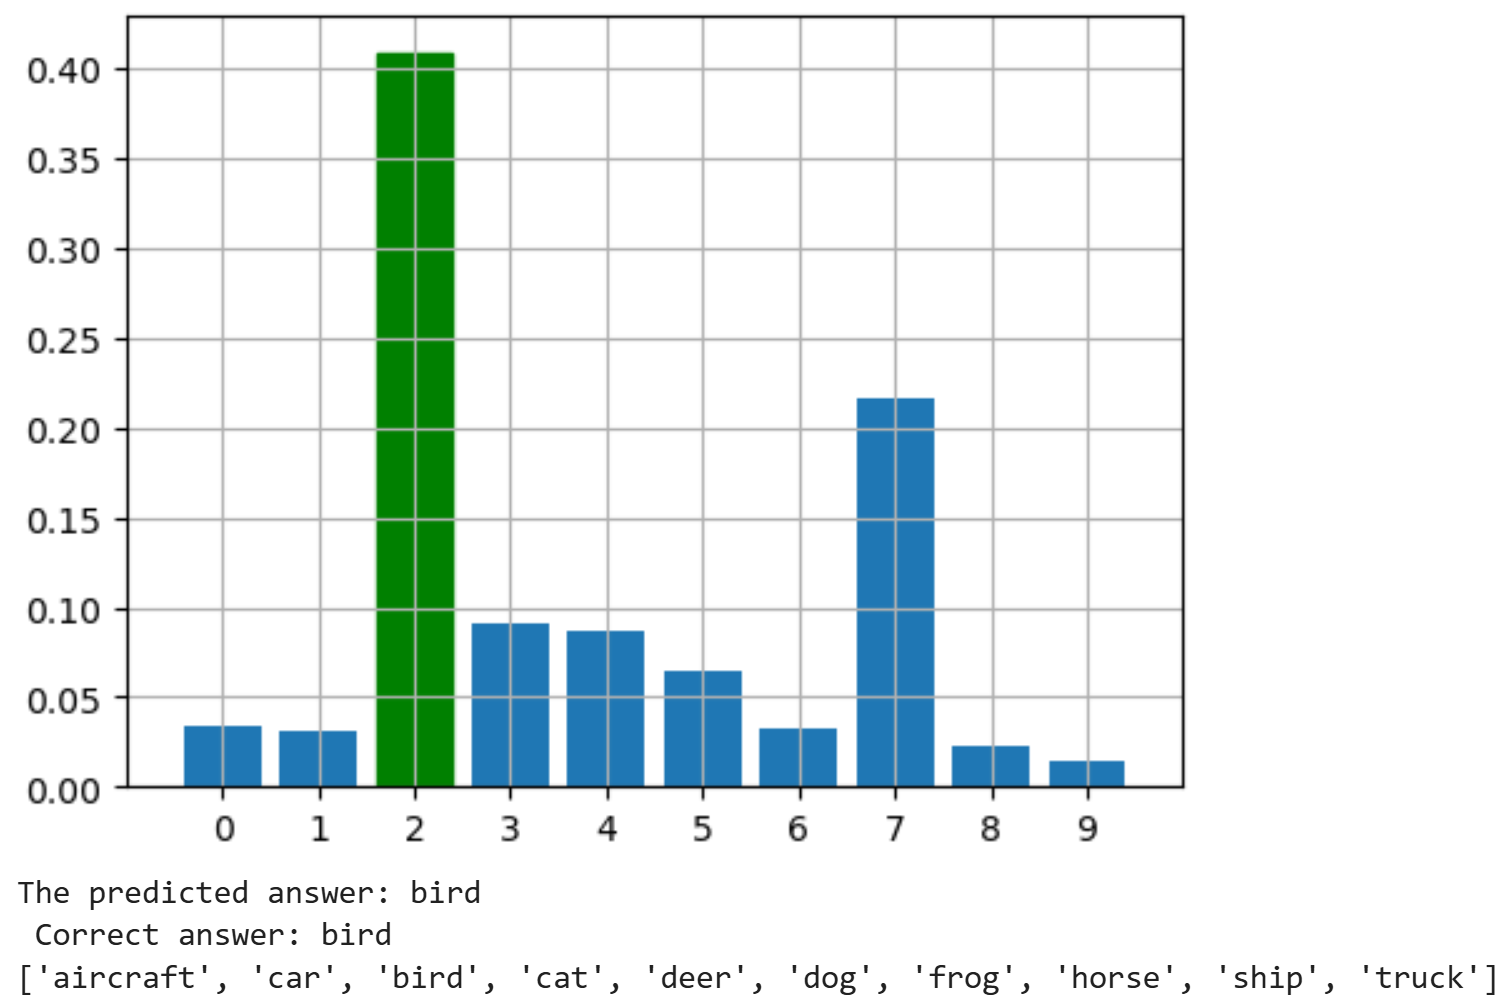 0.40
0.35
0.30
0.25
0.20
0.15
0.10
0.05
0.00
0 1 2 3 4 5 6 7 8 9
The predicted answer: bird
Correct answer: bird
['aircraft', 'car', 'bird', 'cat', 'deer', 'dog', 'frog', 'horse', 'ship', 'truck']